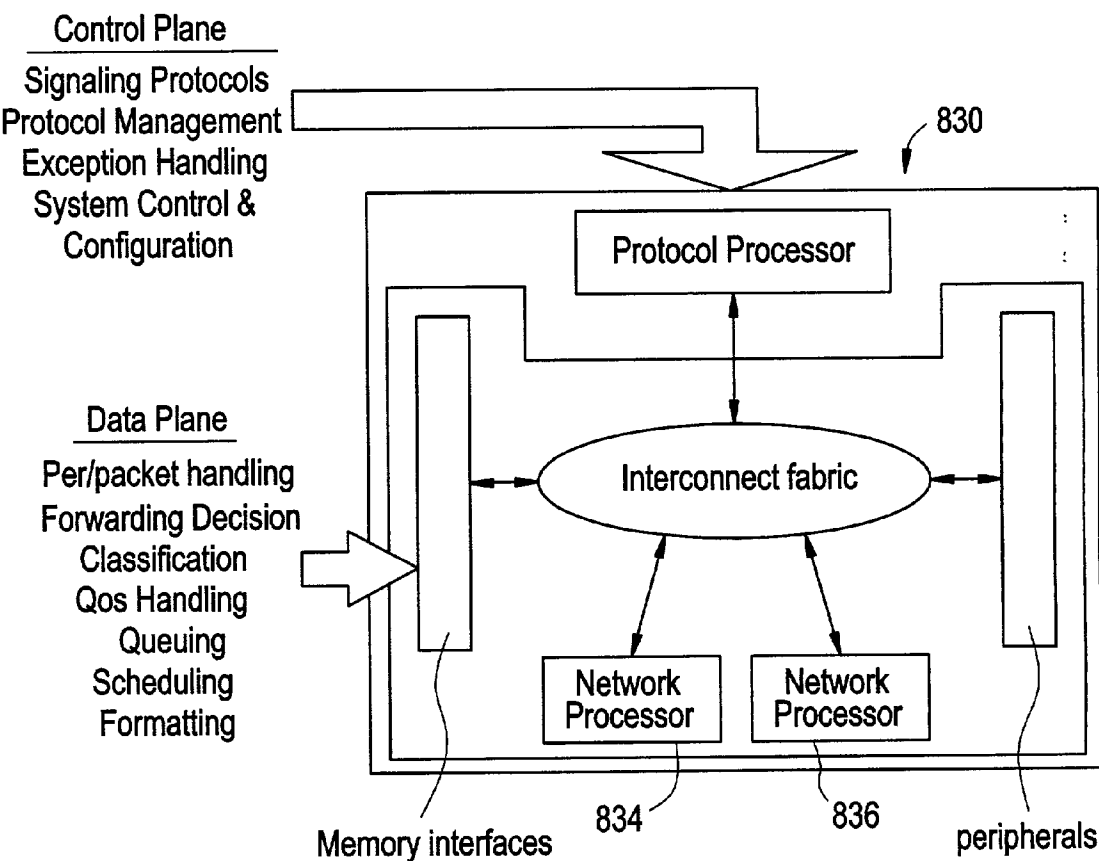 Control Plane
Signaling Protocols
Protocol Management
Exception Handling
System Control &
Configuration
830
Protocol Processor
Data Plane
Per/packet handling
Forwarding Decision
Classification
Qos Handling
Queuing
Scheduling
Formatting
Interconnect fabric
Network
Processor
Network
Processor
834
836
Memory interfaces
peripherals